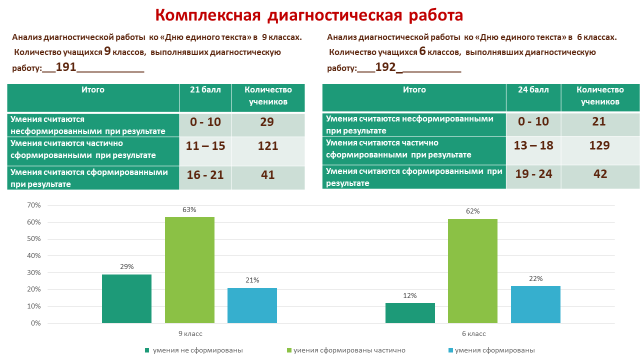 Комплексная диагностическая работа
Анализ диагностической работы ко «Дню единого текста» в 9 классах.
Количество учащихся 9 классов, выполнявших диагностическую
работу:___191_______________
Итого 21 балл Количество учеников
Умения считаются несформированными при результате 0 - 10 29
Умения считаются частично сформированными при результате 11 – 15 121
Умения считаются сформированными при результате 16 - 21 41
Анализ диагностической работы ко «Дню единого текста» в 6 классах.
Количество учащихся 6 классов, выполнявших диагностическую
работу:____192_____________
Итого 24 балл Количество учеников
Умения считаются несформированными при результате 0 - 10 21
Умения считаются частично сформированными при результате 13 – 18 129
Умения считаются сформированными при результате 19 - 24 42
70%
60%
50%
40%
30%
20%
10%
0%
29% 63% 21% 12% 62% 22%
9 класс 6 класс
умения не сформированы умения сформированы частично умения сформированы